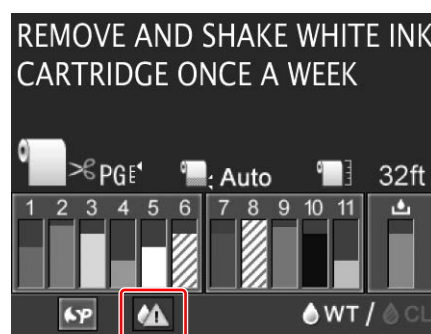 REMOVE AND SHAKE WHITE INK
CARTRIDGE ONCE A WEEK
PGE Auto 32ft
1 2 3 4 5 6 7 8 9 10 11
WT / CL